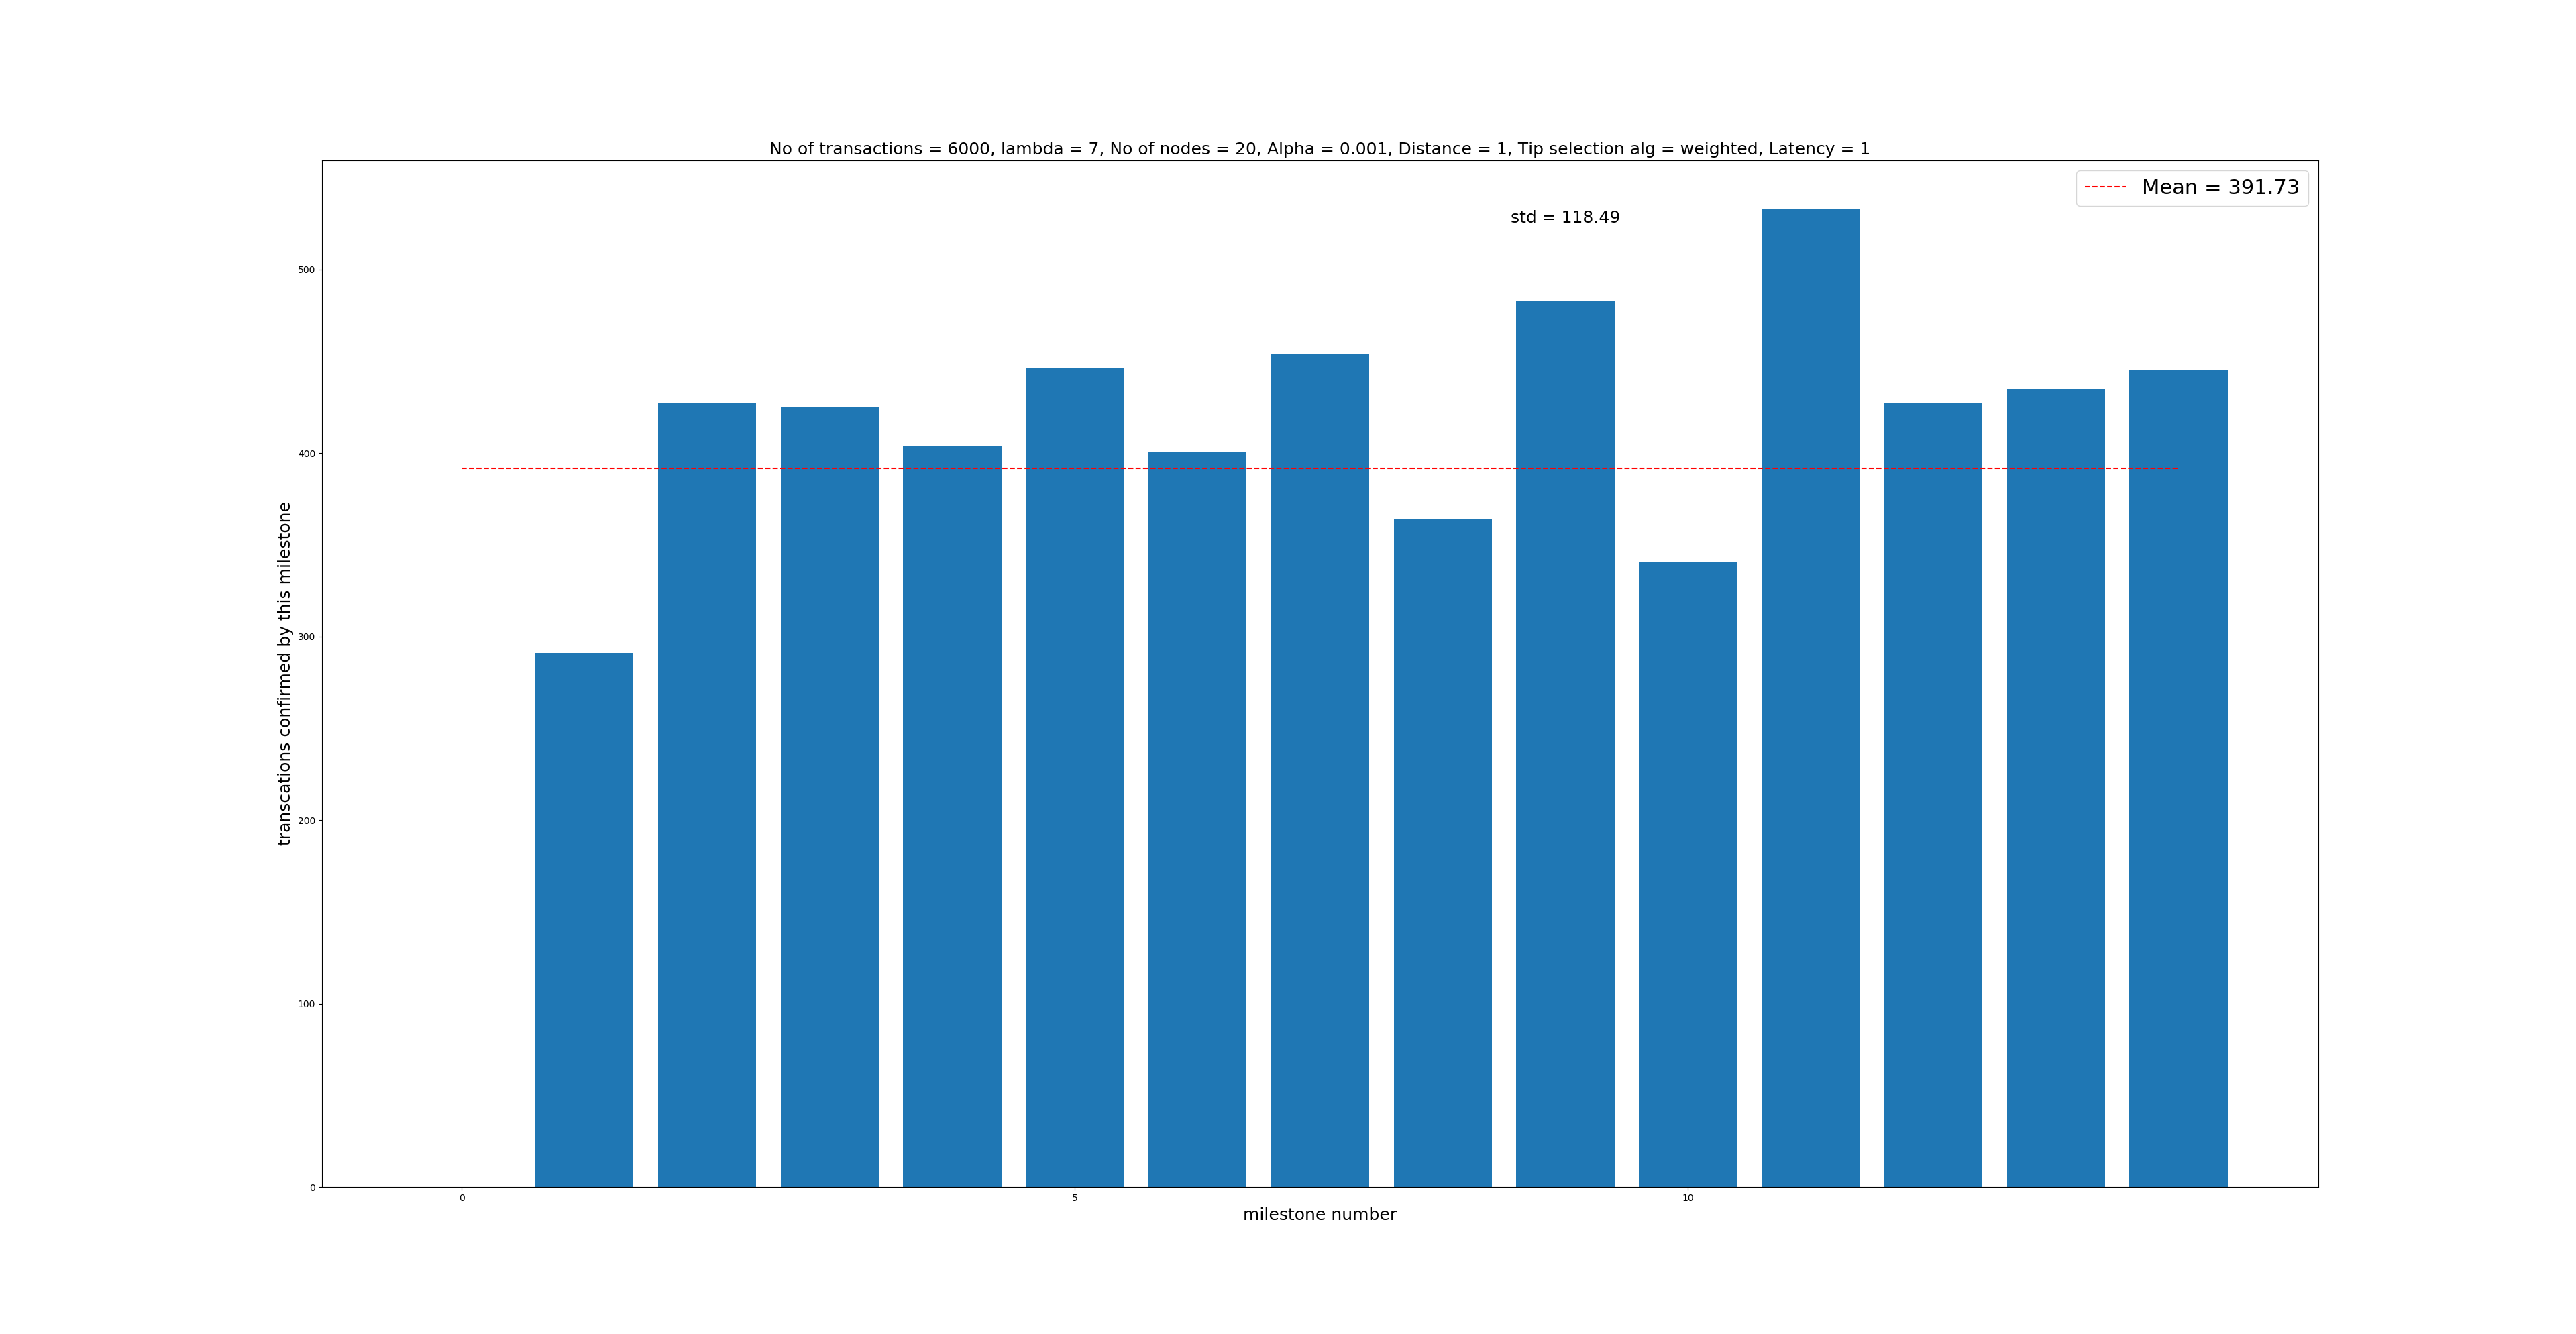 No of transactions = 6000, lambda = 7, No of nodes = 20, Alpha = 0.001, Distance = 1, Tip selection alg = weighted, Latency = 1
Mean = 391.73
std = 118.49
500
400
300
200
100
0
transcations confirmed by this milestone
0 5 10
milestone number